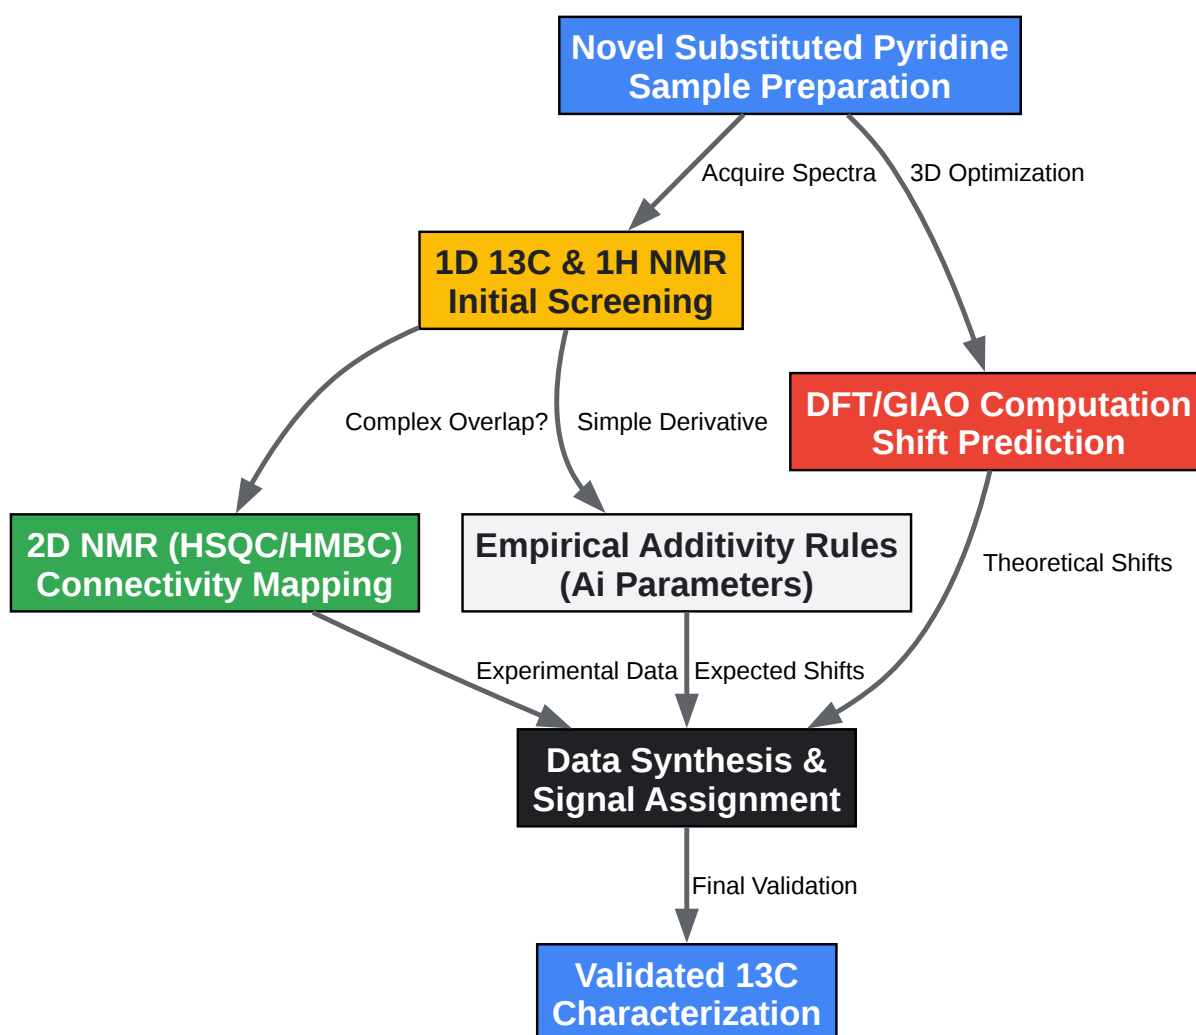 Novel Substituted Pyridine
Sample Preparation
Acquire Spectra
3D Optimization
1D 13C & 1H NMR
Initial Screening
DFT/GIAO Computation
Shift Prediction
Complex Overlap?
Simple Derivative
2D NMR (HSQC/HMBC)
Connectivity Mapping
Empirical Additivity Rules
(Ai Parameters)
Theoretical Shifts
Experimental Data
Expected Shifts
Data Synthesis &
Signal Assignment
Final Validation
Validated 13C
Characterization